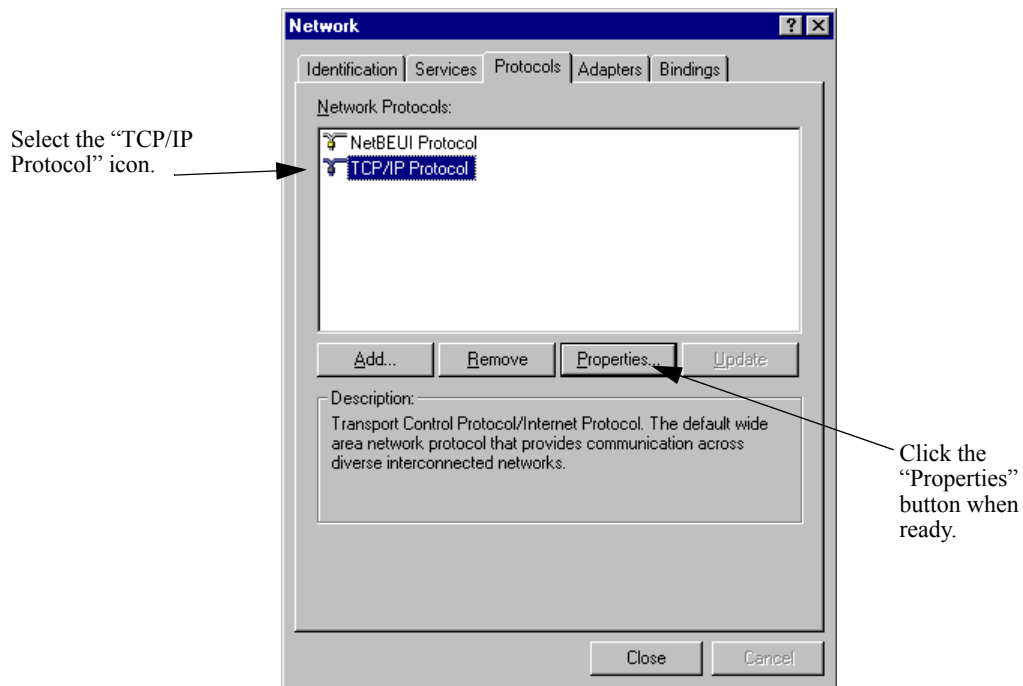 Network
Identification Services Protocols Adapters Bindings
Network Protocols:
NetBEUI Protocol
TCP/IP Protocol
Select the “TCP/IP
Protocol” icon.
Add... Remove Properties... Update
Description:
Transport Control Protocol/Internet Protocol. The default wide
area network protocol that provides communication across
diverse interconnected networks.
Click the
“Properties”
button when
ready.
Close Cancel